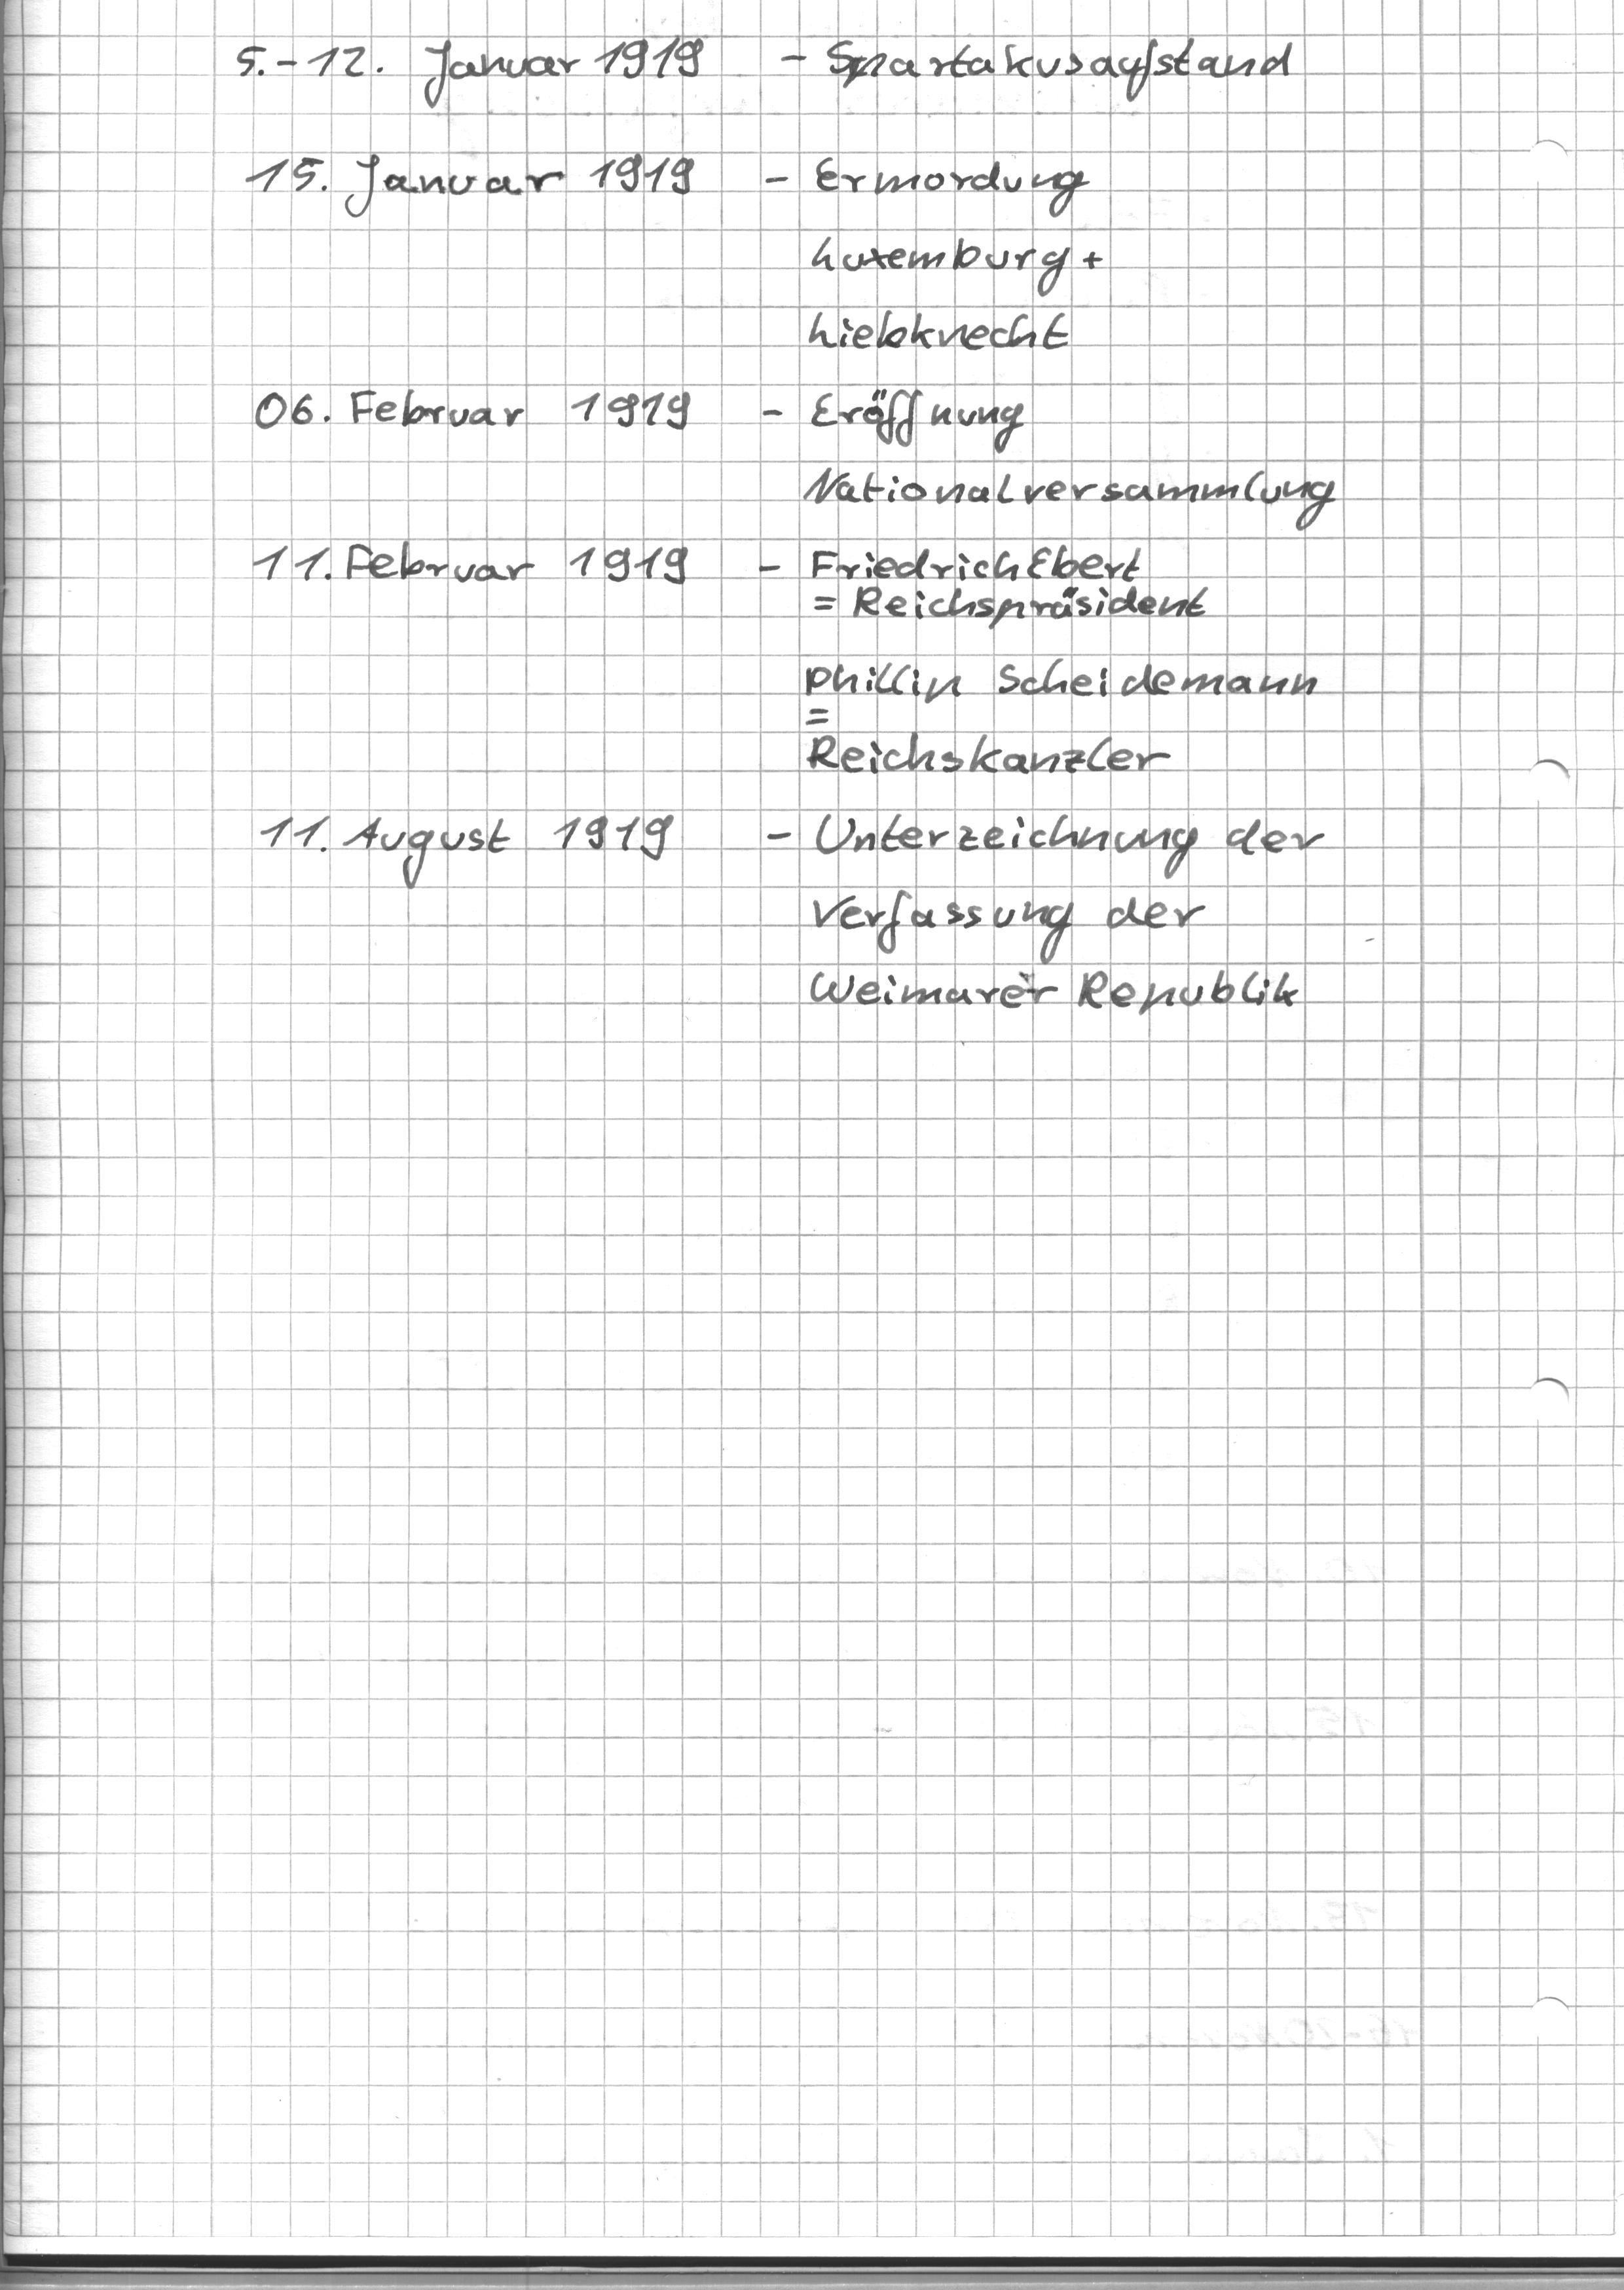 5.-12. Januar 1919 - Spartakusaufstand
15. Januar 1919 - Ermordung
Luxemburg +
Liebknecht
06. Februar 1919 - Eröffnung
Nationalversammlung
11. Februar 1919 - Friedrich Ebert
= Reichspräsident
Phillip Scheidemann
=
Reichskanzler
11. August 1919 - Unterzeichnung der
Verfassung der
Weimarer Republik